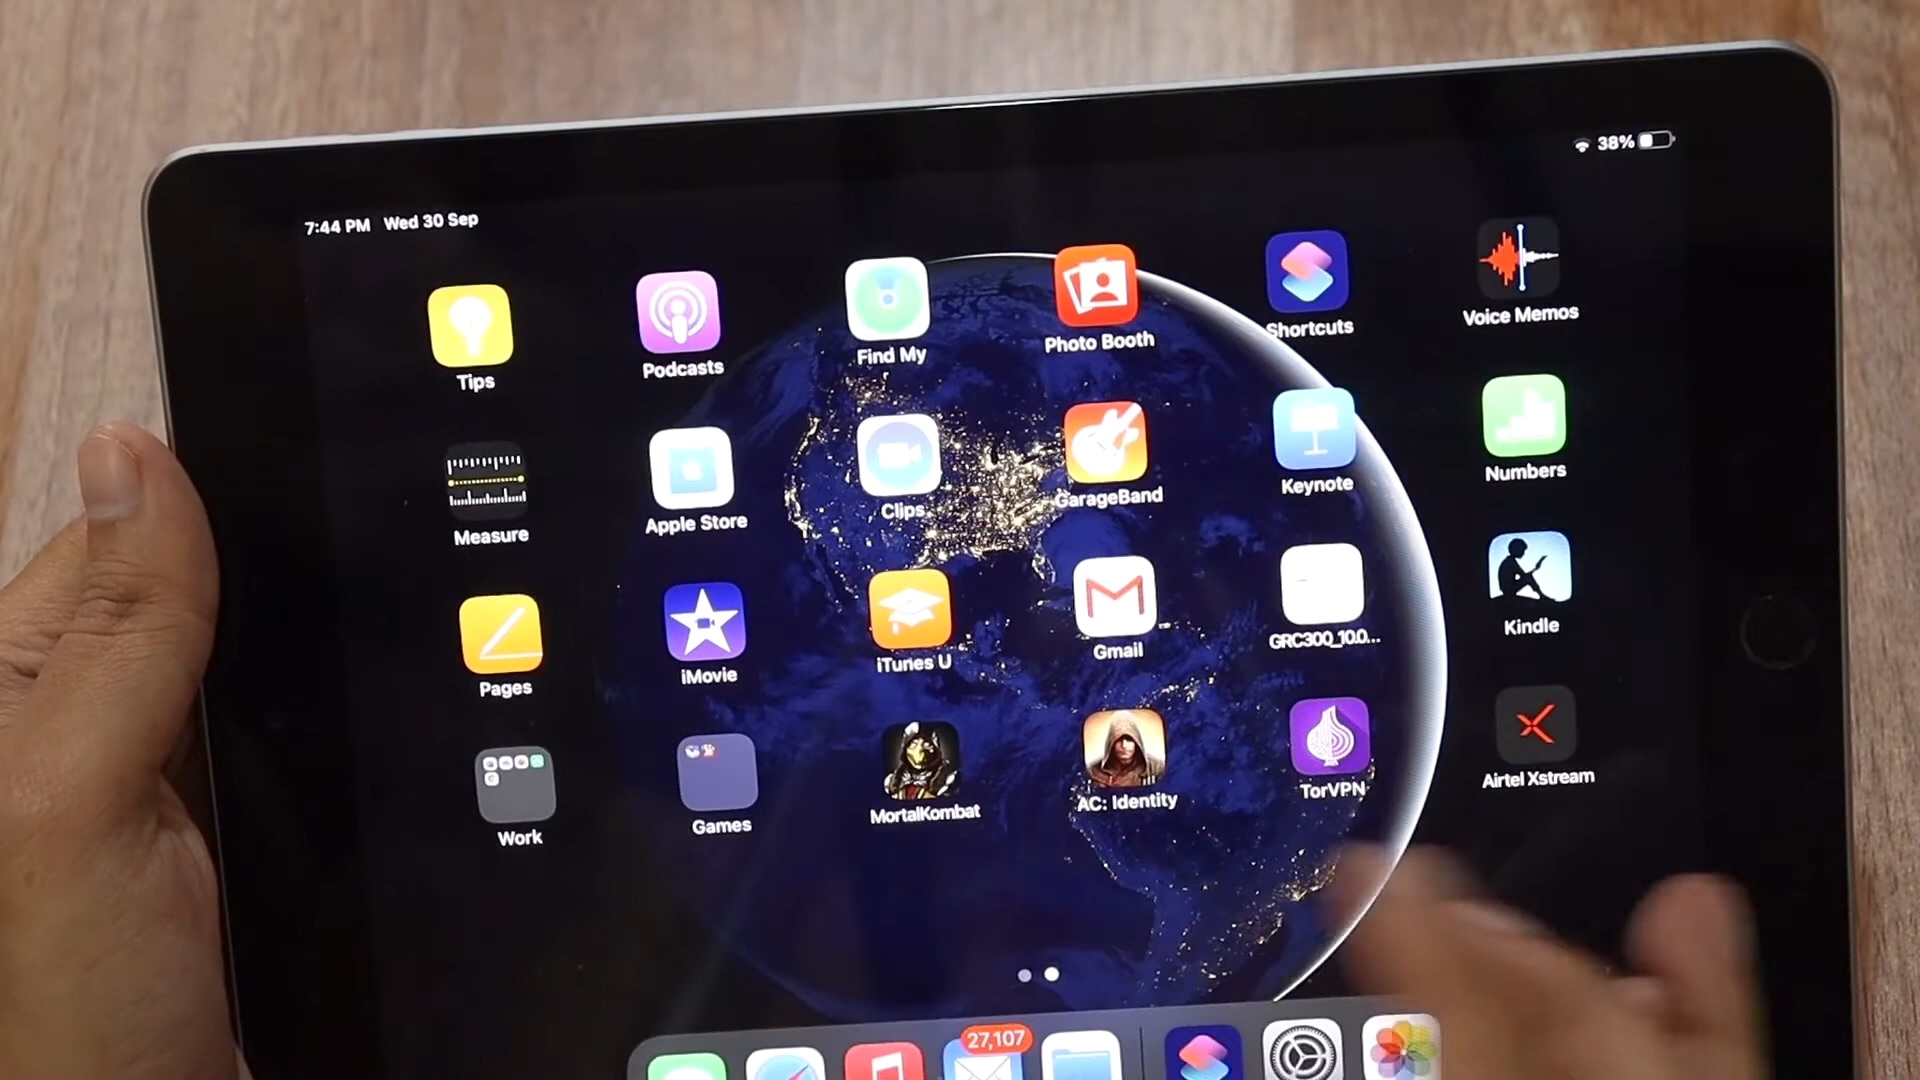 7:44 PM Wed 30 Sep
38%
Tips
Podcasts
Find My
Photo Booth
Shortcuts
Voice Memos
Measure
Apple Store
Clips
GarageBand
Keynote
Numbers
Pages
iMovie
iTunes U
Gmail
GRC300_10.0...
Kindle
Work
Games
MortalKombat
AC: Identity
TorVPN
Airtel Xstream
27,107